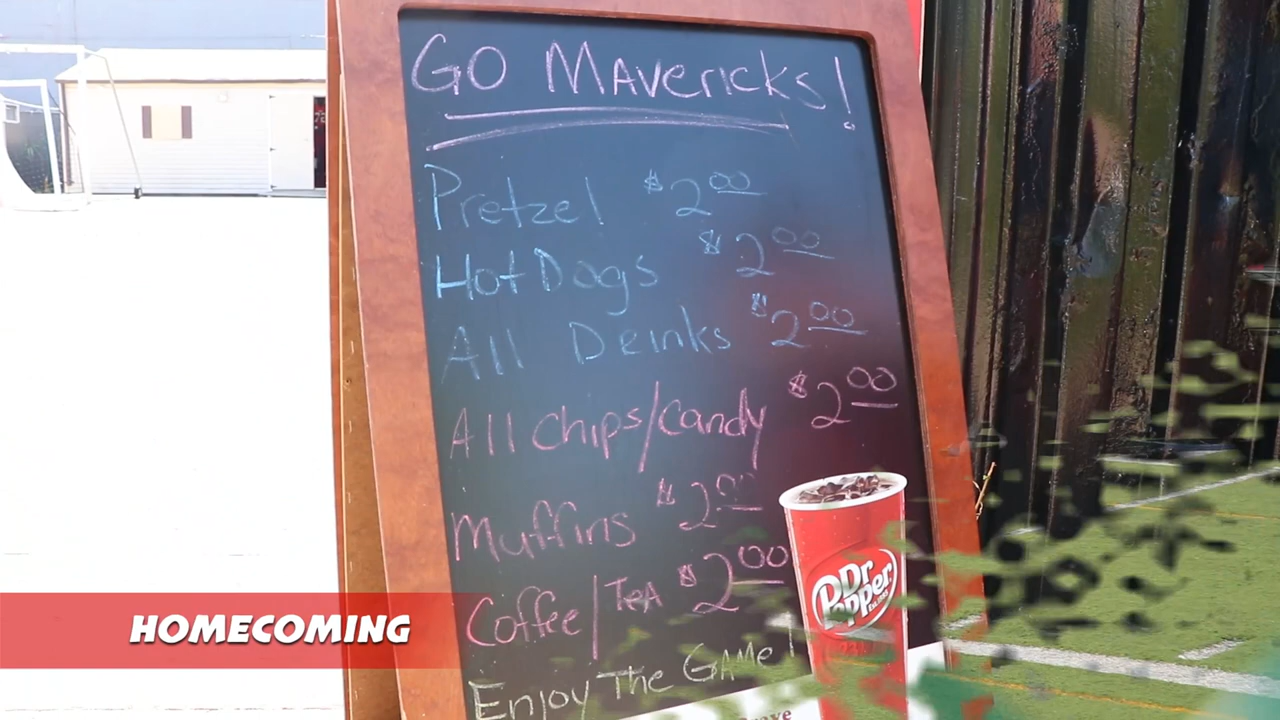 GO MAVERICKS!
Pretzel $2.00
Hot Dogs $2.00
All Drinks $2.00
All Chips/Candy $2.00
Muffins $2.00
Coffee/Tea $2.00
Enjoy The Game!
Dr Pepper
HOMECOMING